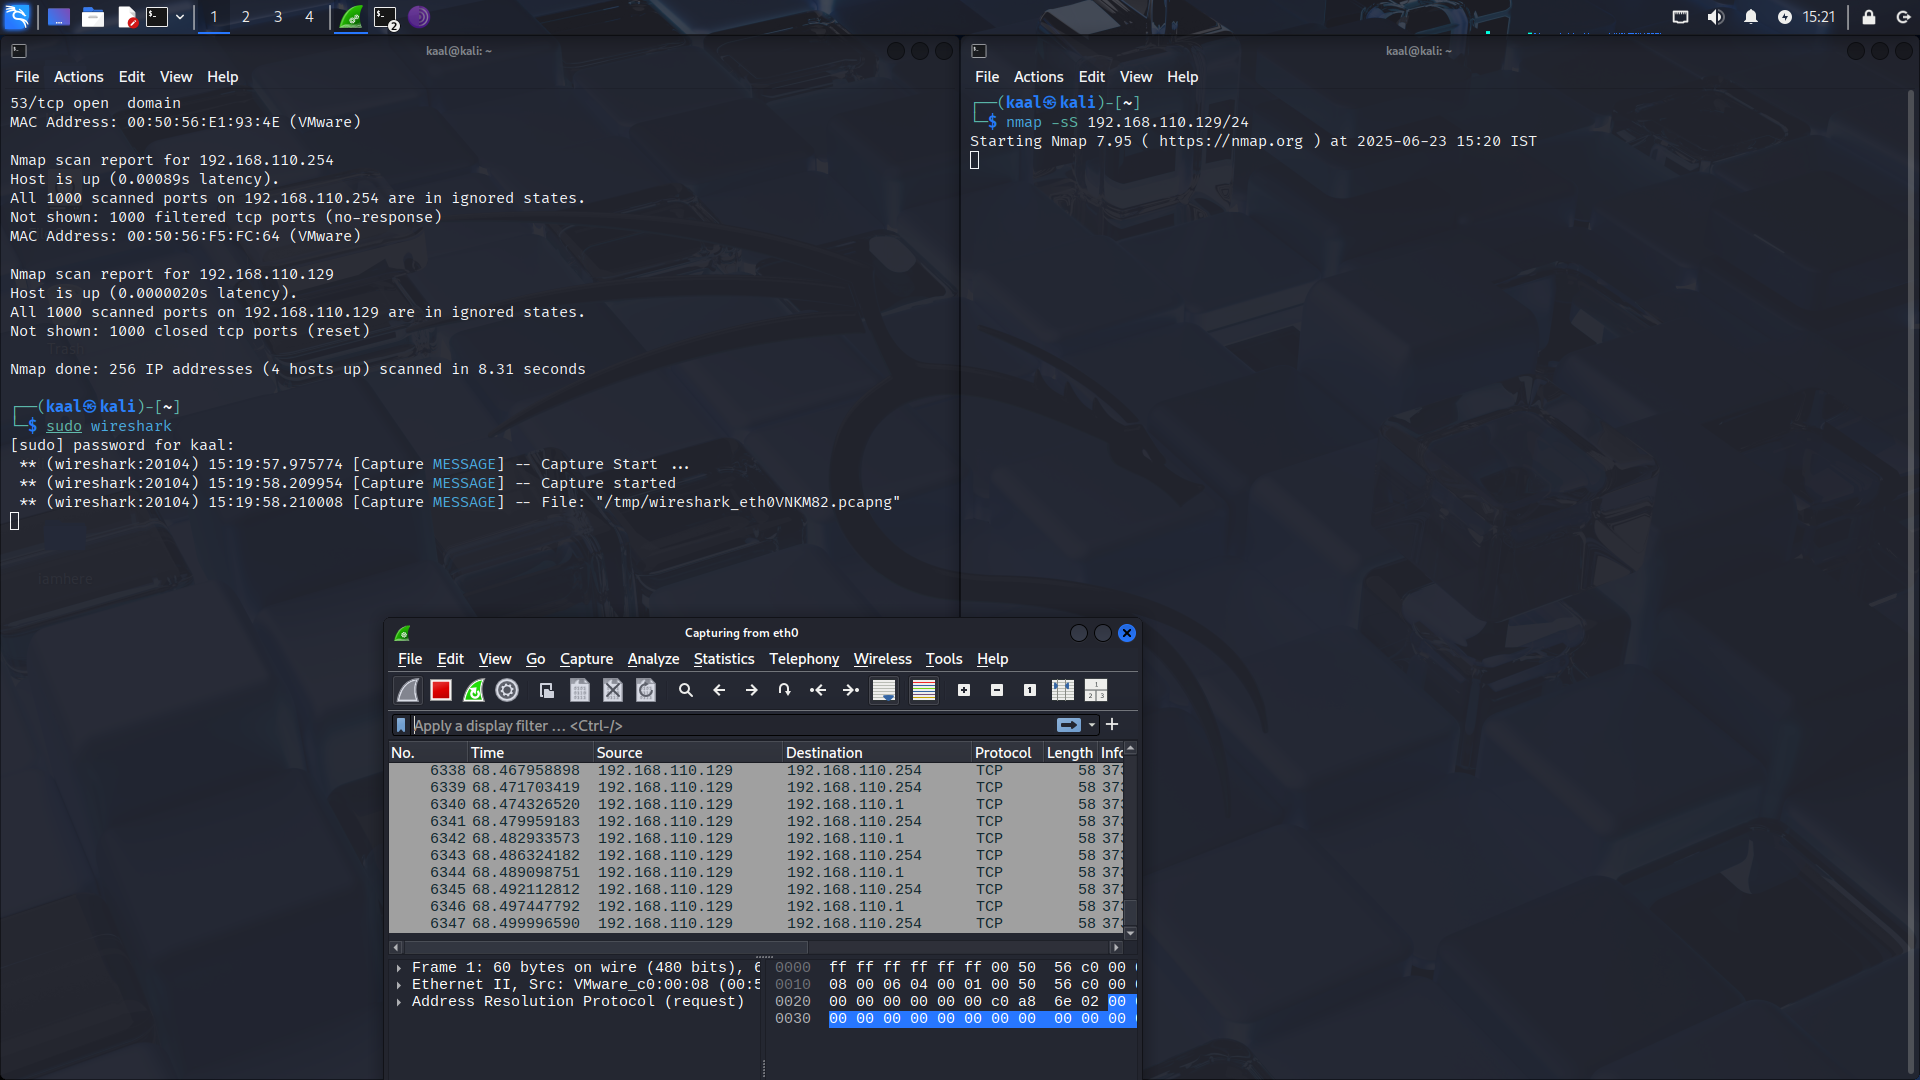 1 2 3 4
2
15:21
kaal@kali: ~
File Actions Edit View Help
53/tcp open  domain
MAC Address: 00:50:56:E1:93:4E (VMware)
Nmap scan report for 192.168.110.254
Host is up (0.00089s latency).
All 1000 scanned ports on 192.168.110.254 are in ignored states.
Not shown: 1000 filtered tcp ports (no-response)
MAC Address: 00:50:56:F5:FC:64 (VMware)
Nmap scan report for 192.168.110.129
Host is up (0.0000020s latency).
All 1000 scanned ports on 192.168.110.129 are in ignored states.
Not shown: 1000 closed tcp ports (reset)
Trash
Nmap done: 256 IP addresses (4 hosts up) scanned in 8.31 seconds
┌──(kaal㉿kali)-[~]
└─$ sudo wireshark
[sudo] password for kaal:
 ** (wireshark:20104) 15:19:57.975774 [Capture MESSAGE] -- Capture Start ...
 ** (wireshark:20104) 15:19:58.209954 [Capture MESSAGE] -- Capture started
 ** (wireshark:20104) 15:19:58.210008 [Capture MESSAGE] -- File: "/tmp/wireshark_eth0VNKM82.pcapng"
iamhere
kaal@kali: ~
File Actions Edit View Help
┌──(kaal㉿kali)-[~]
└─$ nmap -sS 192.168.110.129/24
Starting Nmap 7.95 ( https://nmap.org ) at 2025-06-23 15:20 IST
Capturing from eth0
File Edit View Go Capture Analyze Statistics Telephony Wireless Tools Help
Apply a display filter … <Ctrl-/>
No. Time Source Destination Protocol Length Info
6338 68.467958898 192.168.110.129 192.168.110.254 TCP 58 373
6339 68.471703419 192.168.110.129 192.168.110.254 TCP 58 373
6340 68.474326520 192.168.110.129 192.168.110.1 TCP 58 373
6341 68.479959183 192.168.110.129 192.168.110.254 TCP 58 373
6342 68.482933573 192.168.110.129 192.168.110.1 TCP 58 373
6343 68.486324182 192.168.110.129 192.168.110.254 TCP 58 373
6344 68.489098751 192.168.110.129 192.168.110.1 TCP 58 373
6345 68.492112812 192.168.110.129 192.168.110.254 TCP 58 373
6346 68.497447792 192.168.110.129 192.168.110.1 TCP 58 373
6347 68.499996590 192.168.110.129 192.168.110.254 TCP 58 373
Frame 1: 60 bytes on wire (480 bits), 6
Ethernet II, Src: VMware_c0:00:08 (00:5
Address Resolution Protocol (request)
0000 ff ff ff ff ff ff 00 50 56 c0 00
0010 08 00 06 04 00 01 00 50 56 c0 00
0020 00 00 00 00 00 00 c0 a8 6e 02 00
0030 00 00 00 00 00 00 00 00 00 00 00